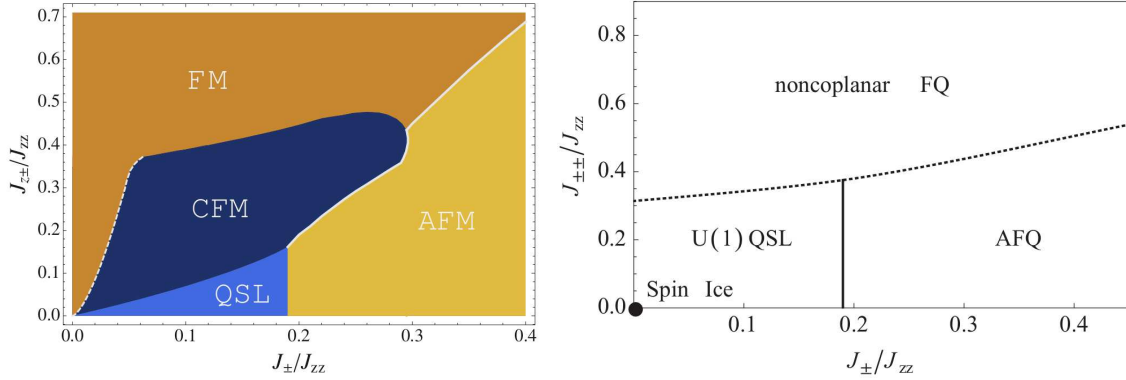 0.7
0.6
0.5
0.4
0.3
0.2
0.1
0.0
J_{z±}/J_{zz}
FM
CFM
AFM
QSL
0.0 0.1 0.2 0.3 0.4
J_±/J_{zz}
0.8
0.6
0.4
0.2
0.0
J_{±±}/J_{zz}
noncoplanar FQ
U(1) QSL
AFQ
Spin Ice
0.1 0.2 0.3 0.4
J_±/J_{zz}